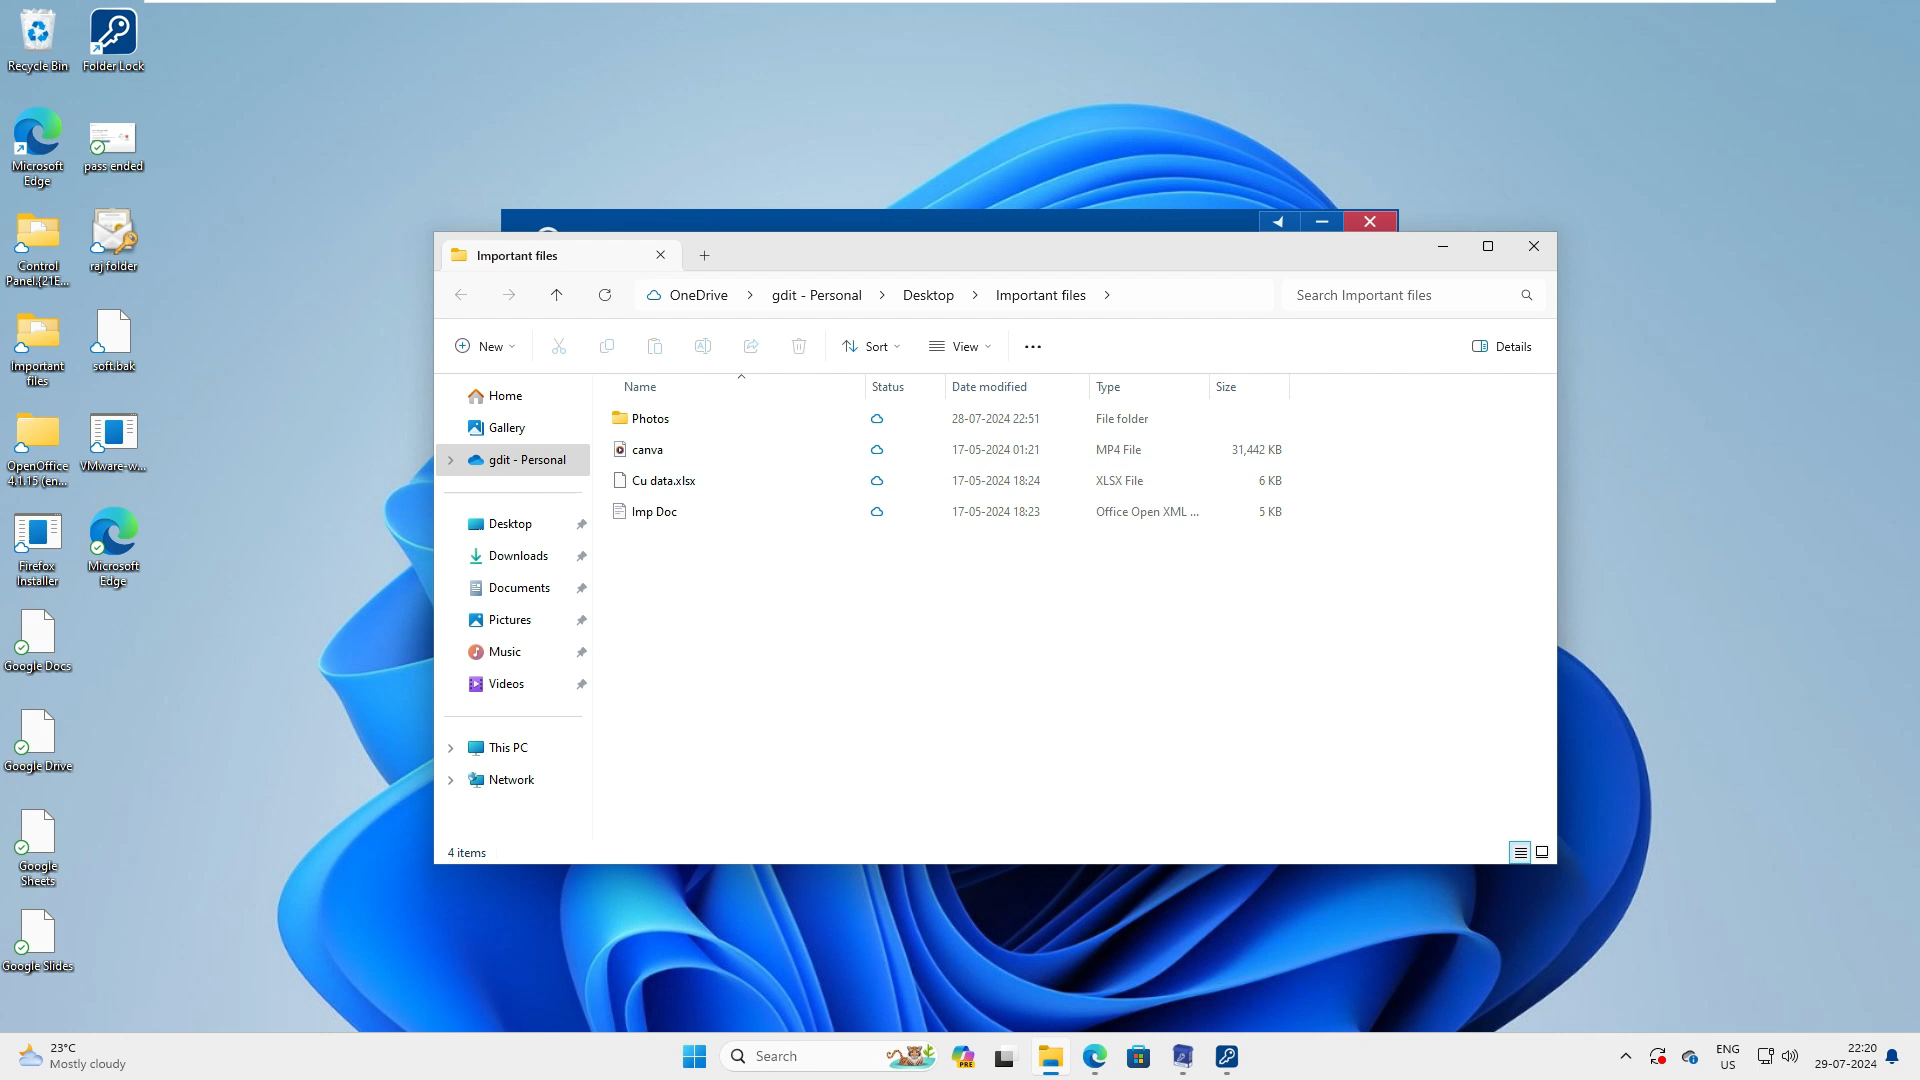 Recycle Bin
Folder Lock
Microsoft
Edge
pass ended
Control
Panel.{21E...
raj folder
Important
files
soft.bak
OpenOffice
4.1.15 (en...
VMware-w...
Firefox
Installer
Microsoft
Edge
Google Docs
Google Drive
Google
Sheets
Google Slides
Important files
OneDrive > gdit - Personal > Desktop > Important files >
Search Important files
New
Sort
View
Details
Home
Gallery
gdit - Personal
Desktop
Downloads
Documents
Pictures
Music
Videos
This PC
Network
Name Status Date modified Type Size
Photos 28-07-2024 22:51 File folder
canva 17-05-2024 01:21 MP4 File 31,442 KB
Cu data.xlsx 17-05-2024 18:24 XLSX File 6 KB
Imp Doc 17-05-2024 18:23 Office Open XML ... 5 KB
4 items
23°C
Mostly cloudy
Search
PRE
ENG
US
22:20
29-07-2024